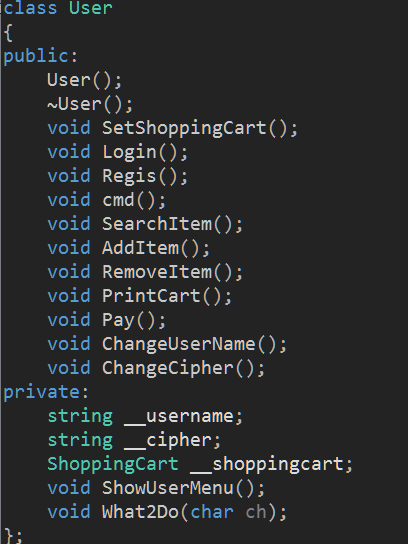 class User
{
public:
    User();
    ~User();
    void SetShoppingCart();
    void Login();
    void Regis();
    void cmd();
    void SearchItem();
    void AddItem();
    void RemoveItem();
    void PrintCart();
    void Pay();
    void ChangeUserName();
    void ChangeCipher();
private:
    string __username;
    string __cipher;
    ShoppingCart __shoppingcart;
    void ShowUserMenu();
    void What2Do(char ch);
};